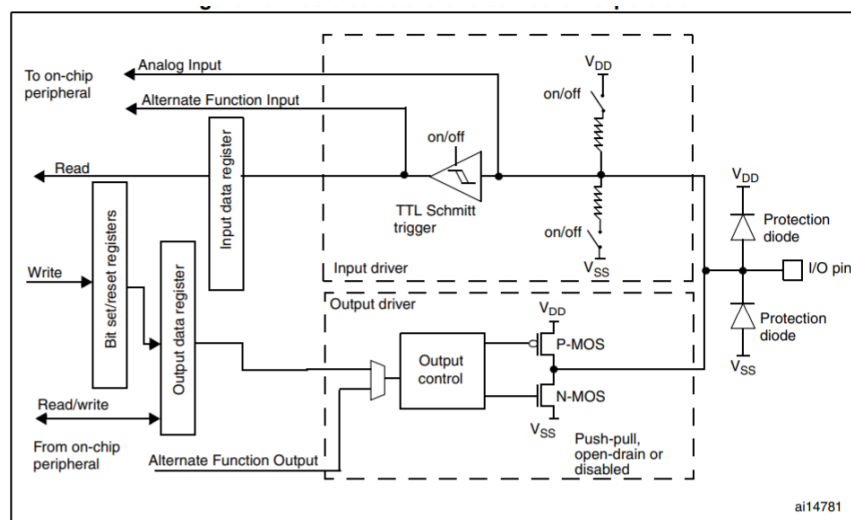 To on-chip
peripheral
Analog Input
Alternate Function Input
Read
Input data register
on/off
TTL Schmitt
trigger
VDD
on/off
on/off
VSS
Input driver
VDD
Protection
diode
I/O pin
Protection
diode
VSS
Write
Bit set/reset registers
Output data register
Read/write
From on-chip
peripheral
Alternate Function Output
Output driver
Output
control
VDD
P-MOS
N-MOS
VSS
Push-pull,
open-drain or
disabled
ai14781